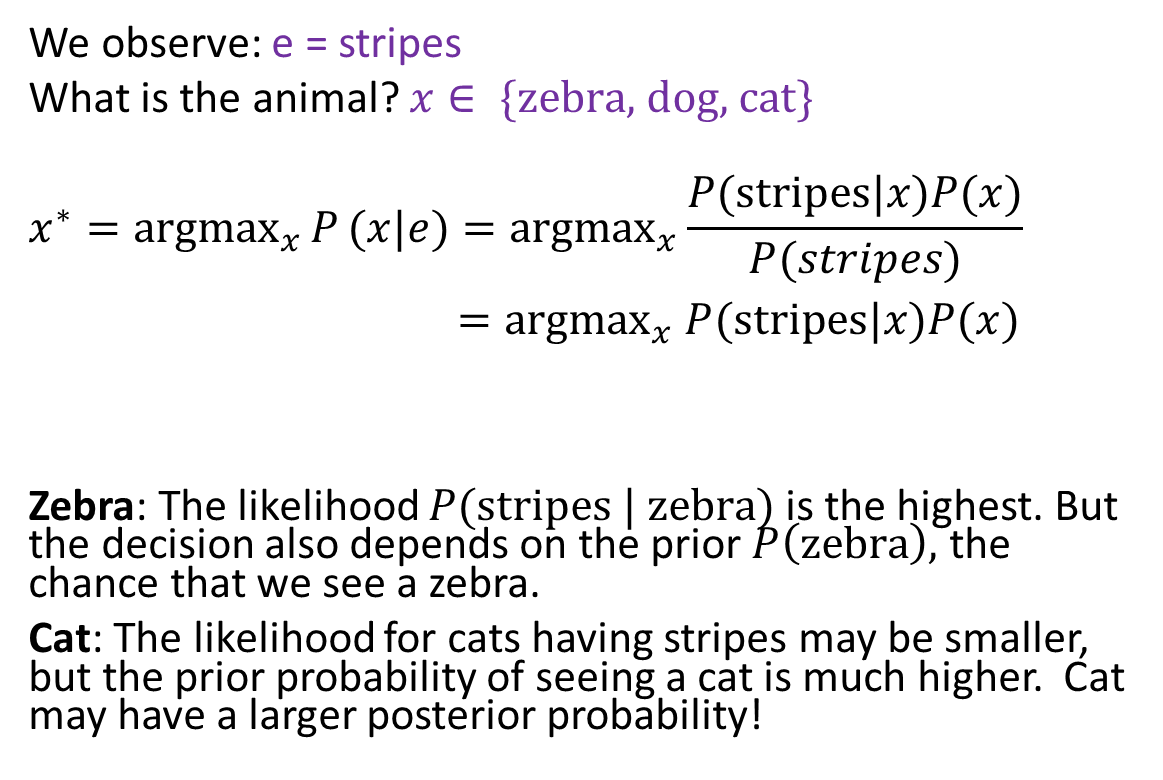 We observe: e = stripes
What is the animal? x ∈ {zebra, dog, cat}
x* = argmaxₓ P (x|e) = argmaxₓ P(stripes|x)P(x) / P(stripes)
= argmaxₓ P(stripes|x)P(x)
Zebra: The likelihood P(stripes | zebra) is the highest. But
the decision also depends on the prior P(zebra), the
chance that we see a zebra.
Cat: The likelihood for cats having stripes may be smaller,
but the prior probability of seeing a cat is much higher. Cat
may have a larger posterior probability!